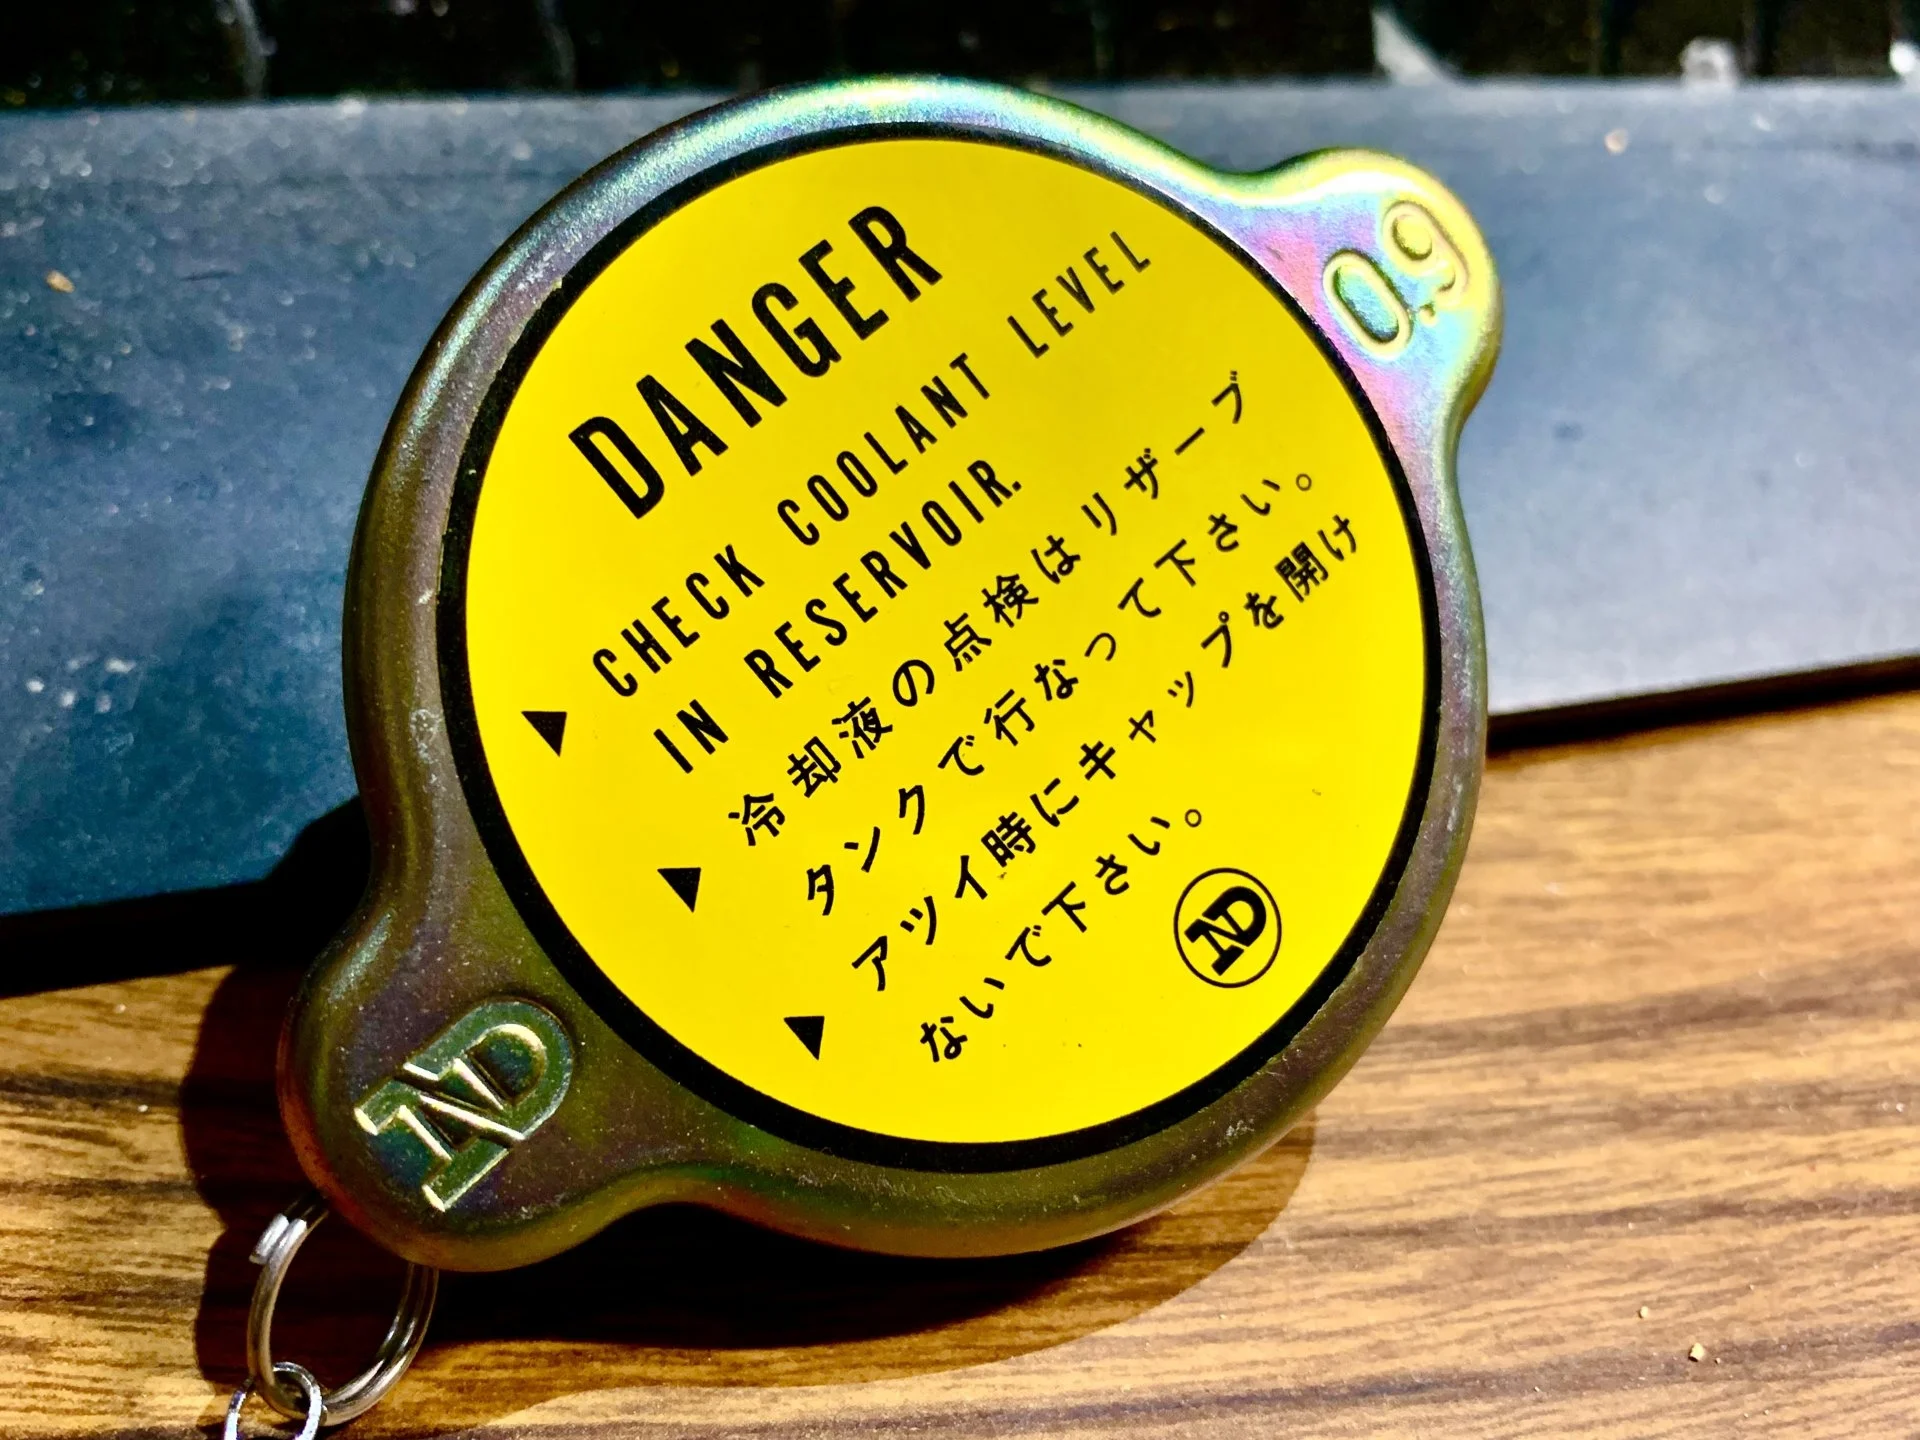 DANGER
▶ CHECK COOLANT LEVEL
IN RESERVOIR.
▶ 冷却液の点検はリザーブ
タンクで行なって下さい。
▶ アツイ時にキャップを開け
ないで下さい。
ND
0.9
ND